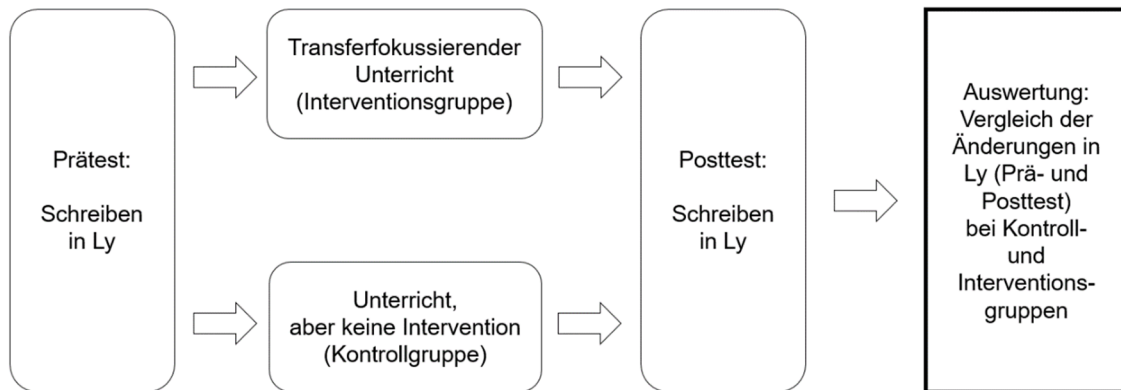 Prätest:
Schreiben
in Ly
Transferfokussierender
Unterricht
(Interventionsgruppe)
Unterricht,
aber keine Intervention
(Kontrollgruppe)
Posttest:
Schreiben
in Ly
Auswertung:
Vergleich der
Änderungen in
Ly (Prä- und
Posttest)
bei Kontroll-
und
Interventions-
gruppen